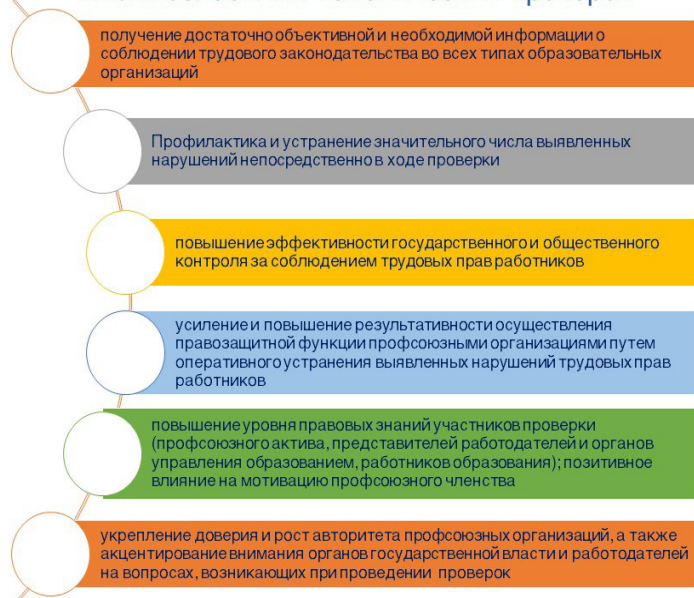 получение достаточно объективной и необходимой информации о
соблюдении трудового законодательства во всех типах образовательных
организаций
Профилактика и устранение значительного числа выявленных
нарушений непосредственно в ходе проверки
повышение эффективности государственного и общественного
контроля за соблюдением трудовых прав работников
усиление и повышение результативности осуществления
правозащитной функции профсоюзными организациями путем
оперативного устранения выявленных нарушений трудовых прав
работников
повышение уровня правовых знаний участников проверки
(профсоюзного актива, представителей работодателей и органов
управления образованием, работников образования); позитивное
влияние на мотивацию профсоюзного членства
укрепление доверия и рост авторитета профсоюзных организаций, а также
акцентирование внимания органов государственной власти и работодателей
на вопросах, возникающих при проведении проверок